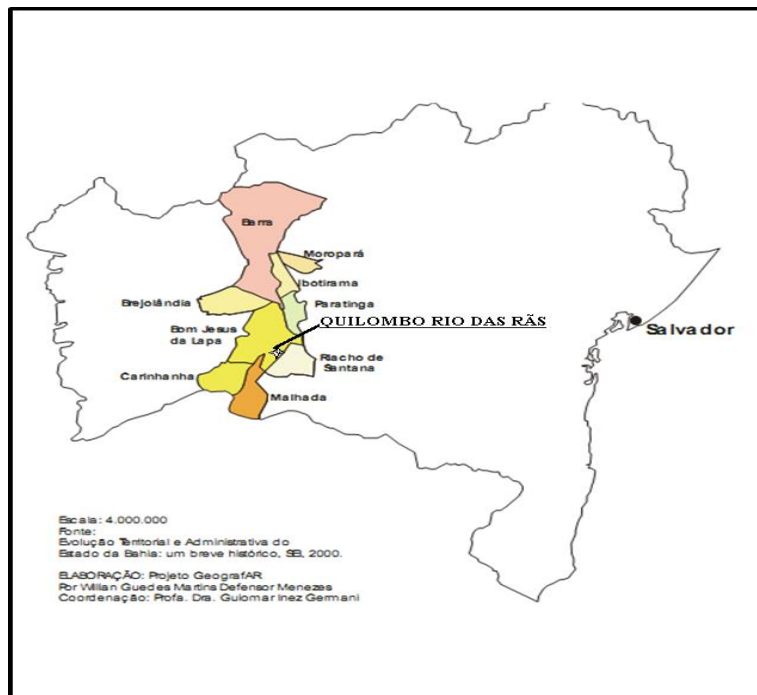 Barra
Moropará
Ibotirama
Brejolândia
Paratinga
QUILOMBO RIO DAS RÃS
Bom Jesus
da Lapa
Salvador
Riacho de
Santana
Carinhanha
Malhada
Escala: 4.000.000
Fonte:
Evolução Territorial e Administrativa do
Estado da Bahia: um breve histórico, SEI, 2000.
ELABORAÇÃO: Projeto GeografAR
Por Willian Guedes Martins Defensor Menezes
Coordenação: Profa. Dra. Guiomar Inez Germani